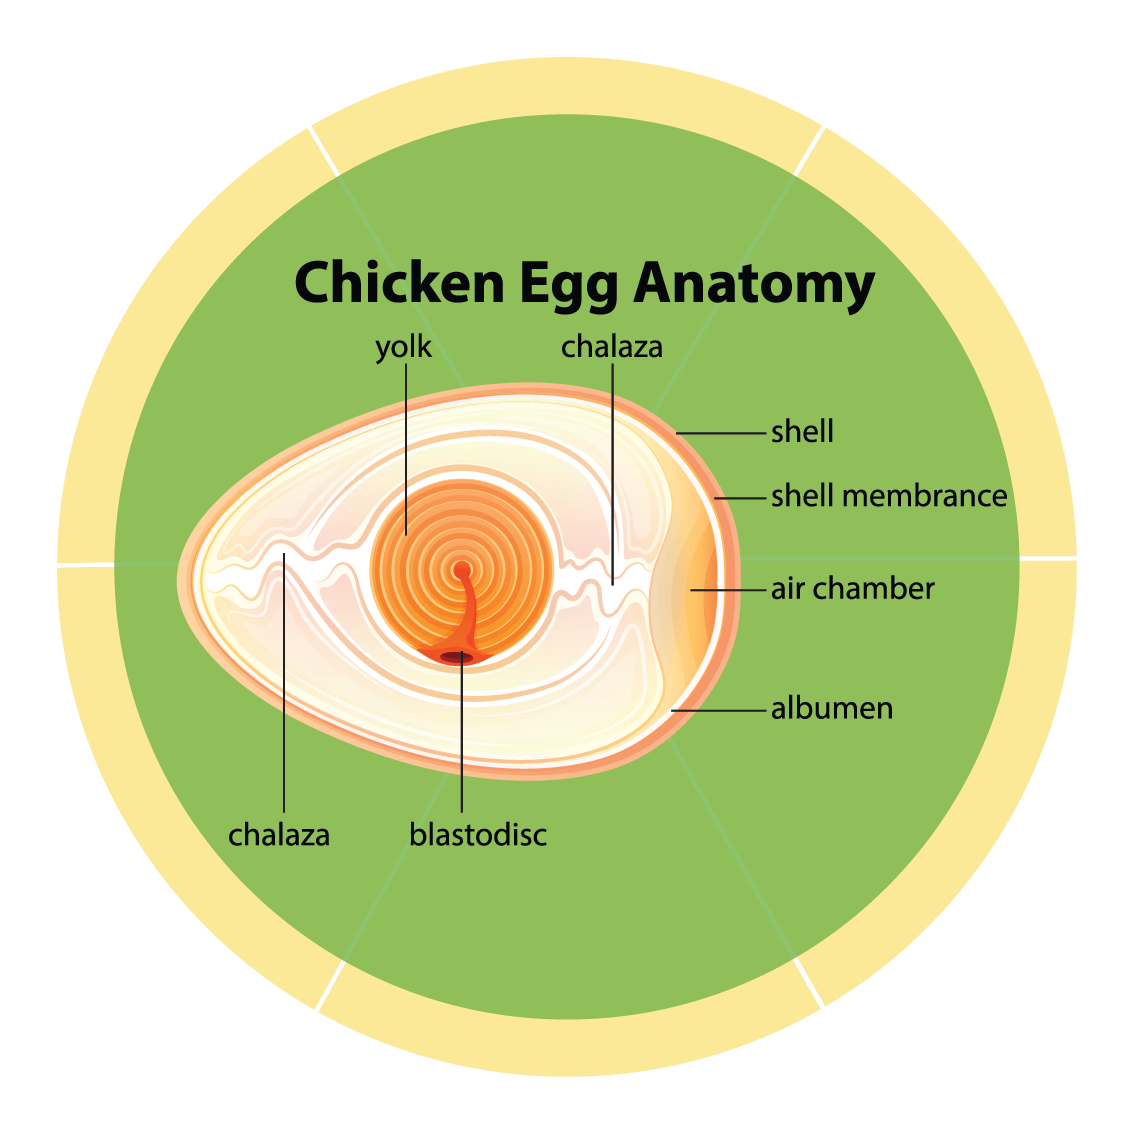 Chicken Egg Anatomy
yolk
chalaza
shell
shell membrance
air chamber
albumen
chalaza
blastodisc